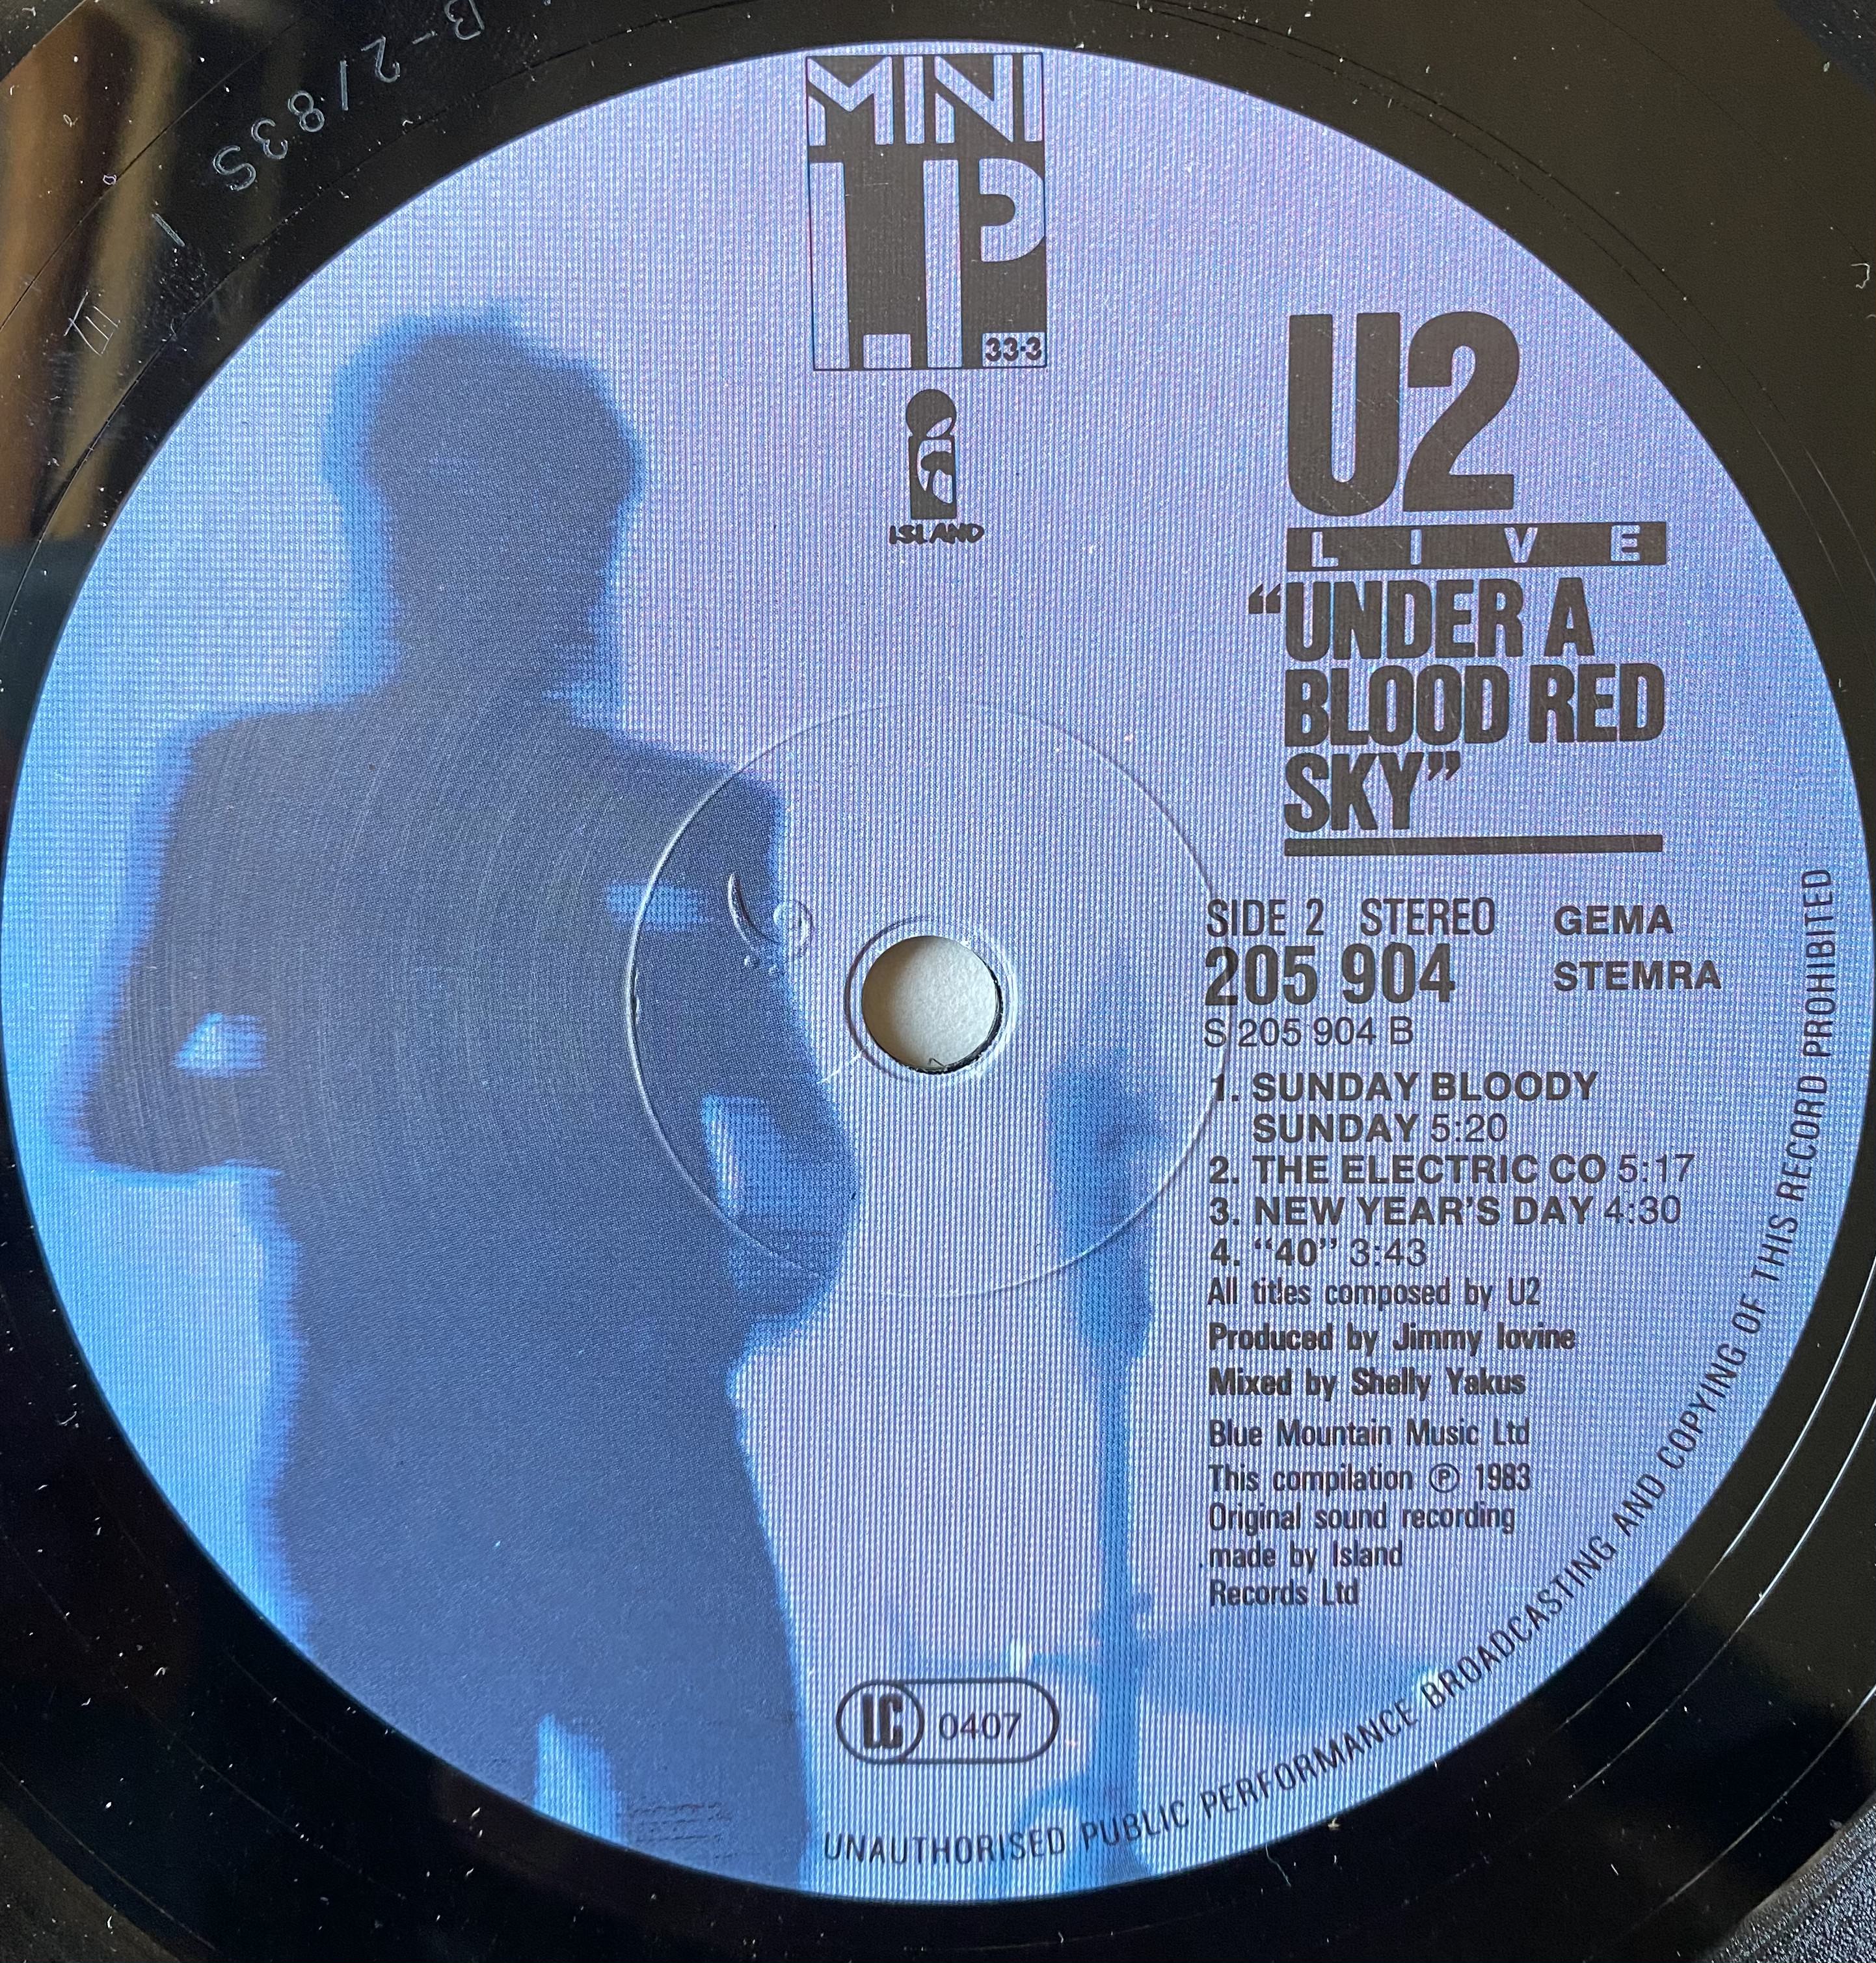 B-2/83S
MINI
LP
33·3
ISLAND
U2
LIVE
“UNDER A
BLOOD RED
SKY”
SIDE 2 STEREO GEMA
205 904 STEMRA
S 205 904 B
1. SUNDAY BLOODY
SUNDAY 5:20
2. THE ELECTRIC CO 5:17
3. NEW YEAR’S DAY 4:30
4. “40” 3:43
All titles composed by U2
Produced by Jimmy Iovine
Mixed by Shelly Yakus
Blue Mountain Music Ltd
This compilation ℗ 1983
Original sound recording
made by Island
Records Ltd
LC 0407
UNAUTHORISED PUBLIC PERFORMANCE BROADCASTING AND COPYING OF THIS RECORD PROHIBITED